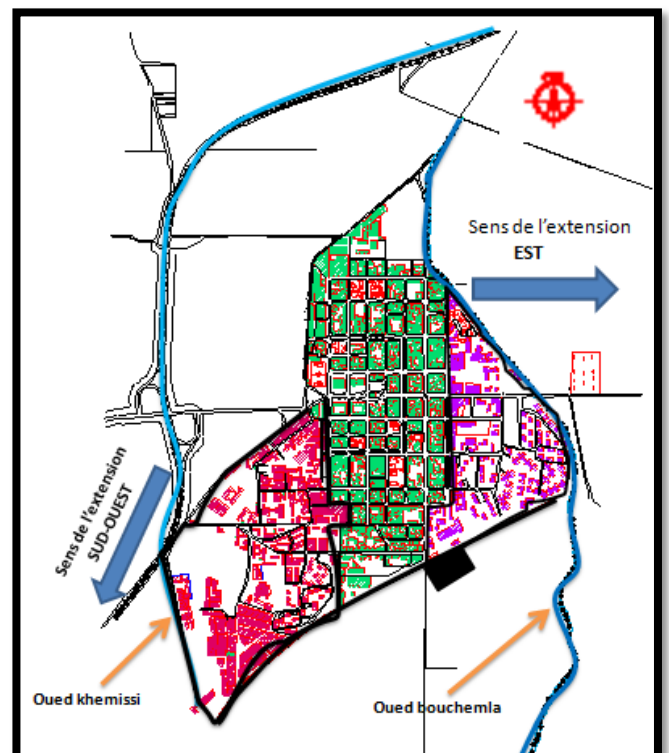 Sens de l'extension
EST
Sens de l'extension
SUD-OUEST
Oued khemissi
Oued bouchemla